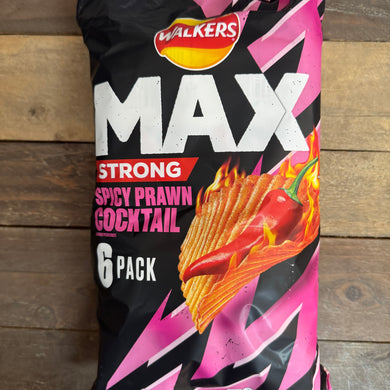 WALKERS
MAX
STRONG
SPICY PRAWN
COCKTAIL
6 PACK